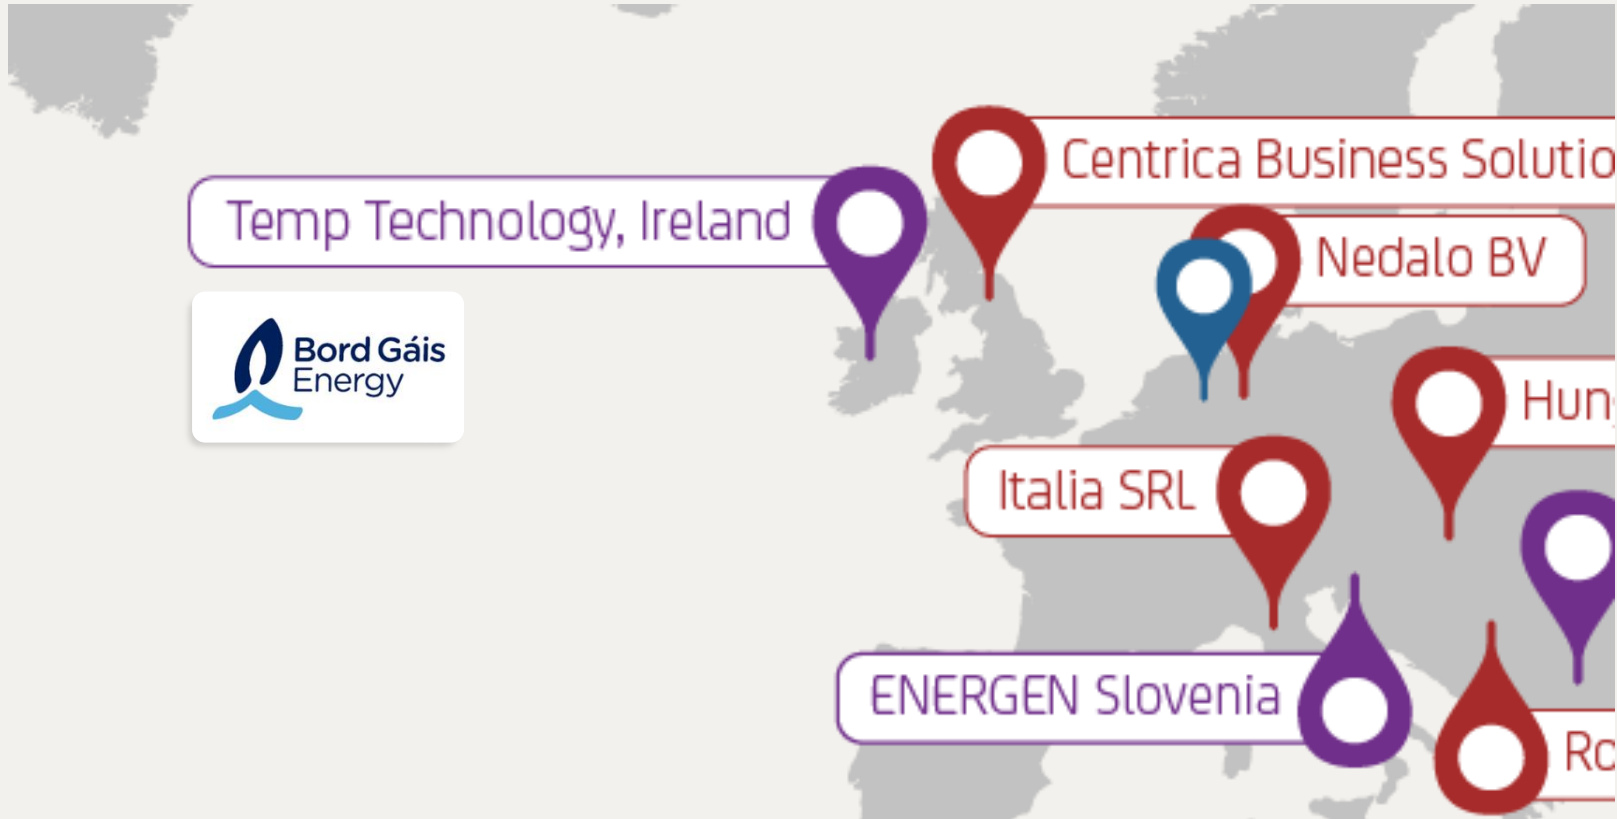 Centrica Business Solutio
Temp Technology, Ireland
Nedalo BV
Bord Gáis
Energy
Hun
Italia SRL
ENERGEN Slovenia
Ro